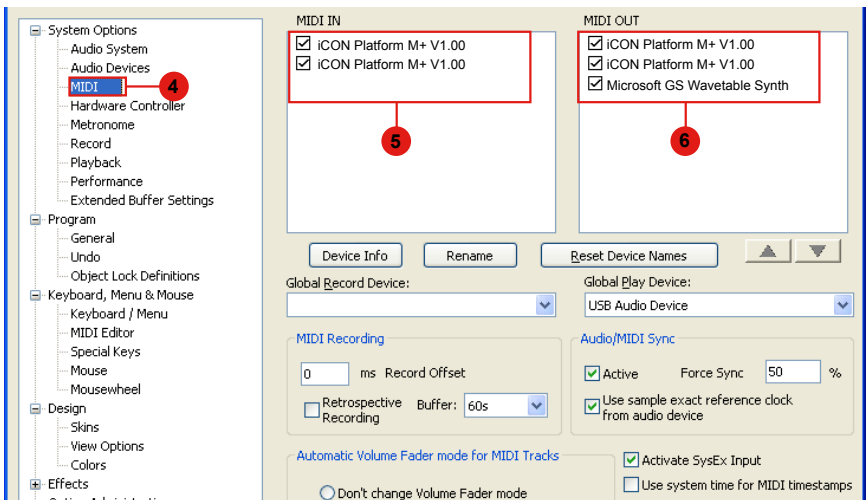 System Options
Audio System
Audio Devices
MIDI
Hardware Controller
Metronome
Record
Playback
Performance
Extended Buffer Settings
Program
General
Undo
Object Lock Definitions
Keyboard, Menu & Mouse
Keyboard / Menu
MIDI Editor
Special Keys
Mouse
Mousewheel
Design
Skins
View Options
Colors
Effects
4
MIDI IN
iCON Platform M+ V1.00
iCON Platform M+ V1.00
5
MIDI OUT
iCON Platform M+ V1.00
iCON Platform M+ V1.00
Microsoft GS Wavetable Synth
6
Device Info
Rename
Reset Device Names
Global Record Device:
Global Play Device:
USB Audio Device
MIDI Recording
0 ms Record Offset
Retrospective
Recording
Buffer: 60s
Audio/MIDI Sync
Active Force Sync 50 %
Use sample exact reference clock
from audio device
Automatic Volume Fader mode for MIDI Tracks
Don't change Volume Fader mode
Activate SysEx Input
Use system time for MIDI timestamps